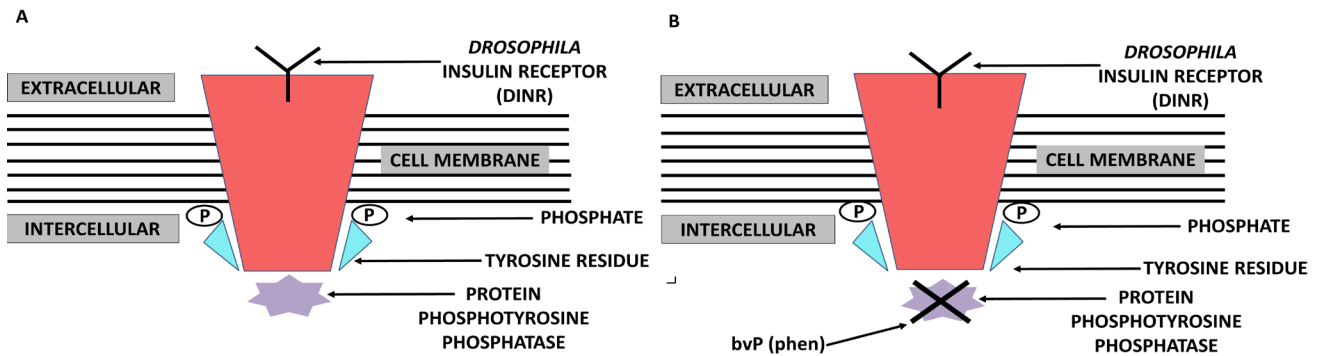 A
DROSOPHILA
INSULIN RECEPTOR
(DINR)
EXTRACELLULAR
CELL MEMBRANE
P
P
INTERCELLULAR
PHOSPHATE
TYROSINE RESIDUE
PROTEIN
PHOSPHOTYROSINE
PHOSPHATASE
B
DROSOPHILA
INSULIN RECEPTOR
(DINR)
EXTRACELLULAR
CELL MEMBRANE
P
P
INTERCELLULAR
PHOSPHATE
TYROSINE RESIDUE
PROTEIN
PHOSPHOTYROSINE
PHOSPHATASE
bvP (phen)